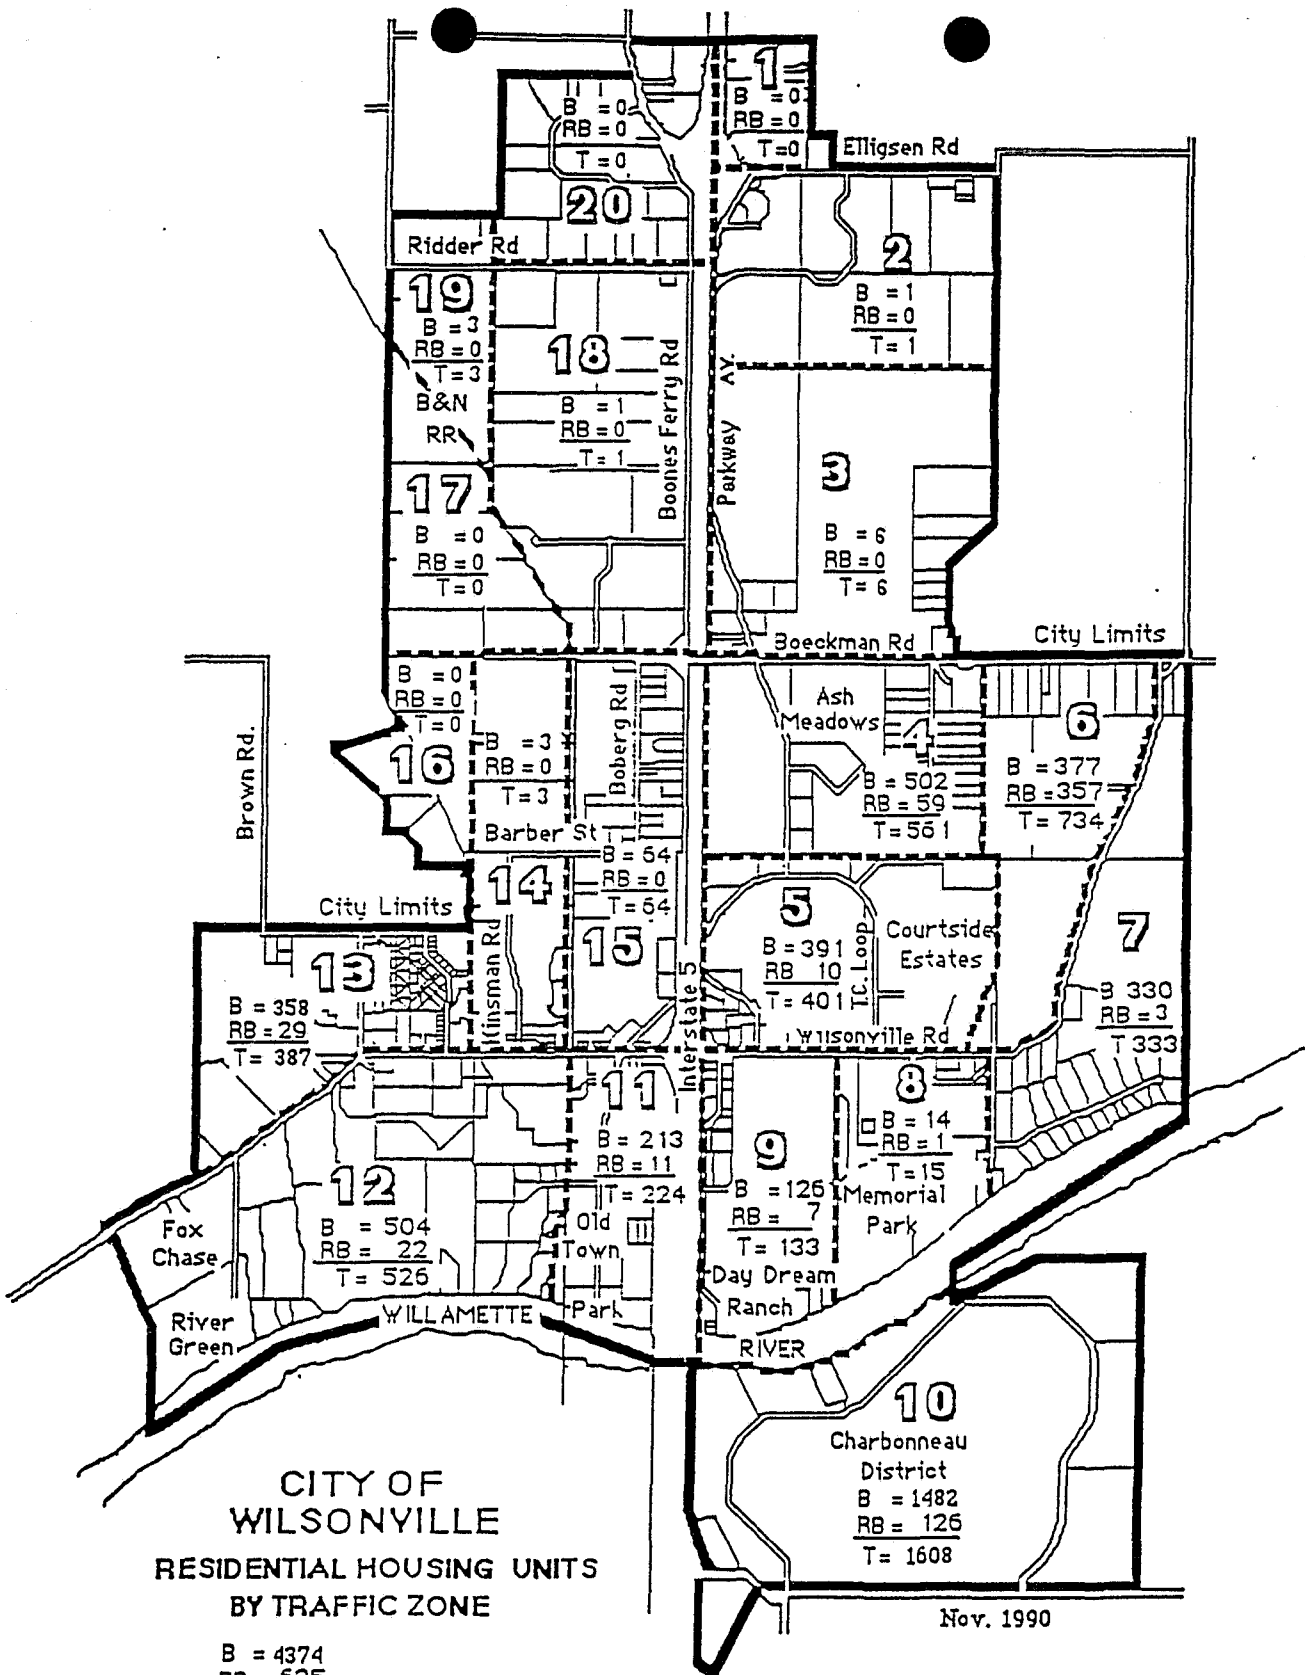 1
B = 0
RB = 0
T=0
Elligsen Rd
B = 0
RB = 0
T = 0
20
Ridder Rd
2
B = 1
RB = 0
T = 1
19
B = 3
RB = 0
T = 3
B&N
RR
18
B = 1
RB = 0
T = 1
Boones Ferry Rd
Parkway AV.
3
B = 6
RB = 0
T = 6
17
B = 0
RB = 0
T = 0
Boeckman Rd
City Limits
B = 0
RB = 0
T = 0
16
Brown Rd.
B = 3
RB = 0
T = 3
Boberg Rd
Barber St
14
Ash
Meadows
4
B = 502
RB = 59
T = 561
6
B = 377
RB = 357
T = 734
B = 64
RB = 0
T = 64
15
City Limits
Kinsman Rd
Interstate 5
5
B = 391
RB 10
T = 401
T.C. Loop
Courtside
Estates
7
B 330
RB = 3
T 333
13
B = 358
RB = 29
T = 387
Wilsonville Rd
11
B = 213
RB = 11
T = 224
Old
Town
Park
8
B = 14
RB = 1
T = 15
Memorial
Park
9
B = 126
RB = 7
T = 133
Day Dream
Ranch
12
B = 504
RB = 22
T = 526
Fox
Chase
River
Green
WILLAMETTE
RIVER
10
Charbonneau
District
B = 1482
RB = 126
T = 1608
CITY OF
WILSONVILLE
RESIDENTIAL HOUSING UNITS
BY TRAFFIC ZONE
Nov. 1990
B = 4374